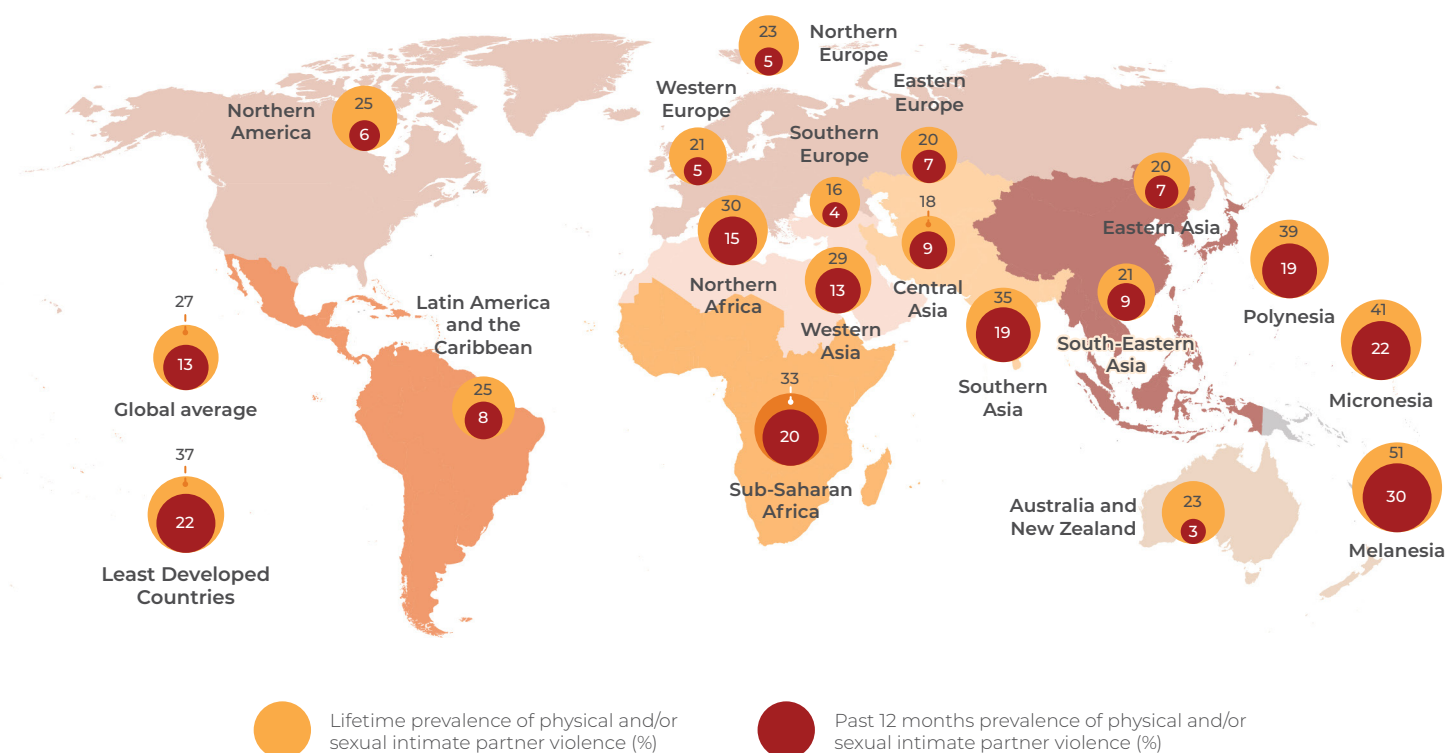 23
5
Northern
Europe
Western
Europe
Eastern
Europe
25
6
Northern
America
Southern
Europe
21
5
20
7
16
4
20
7
Eastern Asia
30
15
Northern
Africa
18
9
Central
Asia
29
13
Western
Asia
39
19
Polynesia
21
9
South-Eastern
Asia
35
19
Southern
Asia
41
22
Micronesia
27
13
Global average
Latin America
and the
Caribbean
25
8
33
20
Sub-Saharan
Africa
37
22
Least Developed
Countries
Australia and
New Zealand
23
3
51
30
Melanesia
Lifetime prevalence of physical and/or
sexual intimate partner violence (%)
Past 12 months prevalence of physical and/or
sexual intimate partner violence (%)